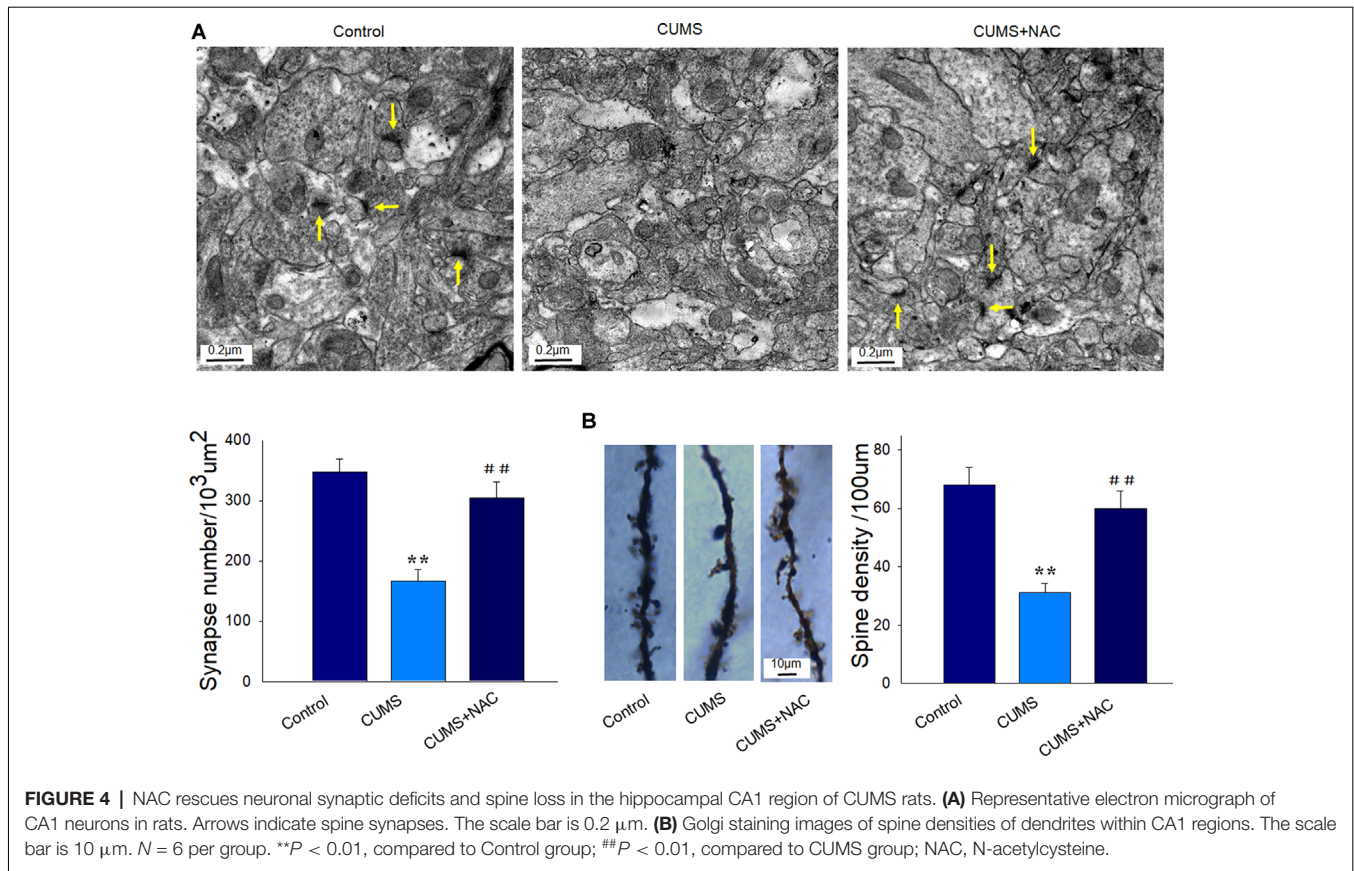 A
Control
CUMS
CUMS+NAC
0.2μm
0.2μm
0.2μm
Synapse number/10³um²
400
300
200
100
0
**
##
Control
CUMS
CUMS+NAC
B
10μm
Control
CUMS
CUMS+NAC
Spine density /100um
80
60
40
20
0
**
##
Control
CUMS
CUMS+NAC
FIGURE 4 | NAC rescues neuronal synaptic deficits and spine loss in the hippocampal CA1 region of CUMS rats. (A) Representative electron micrograph of
CA1 neurons in rats. Arrows indicate spine synapses. The scale bar is 0.2 μm. (B) Golgi staining images of spine densities of dendrites within CA1 regions. The scale
bar is 10 μm. N = 6 per group. **P < 0.01, compared to Control group; ##P < 0.01, compared to CUMS group; NAC, N-acetylcysteine.